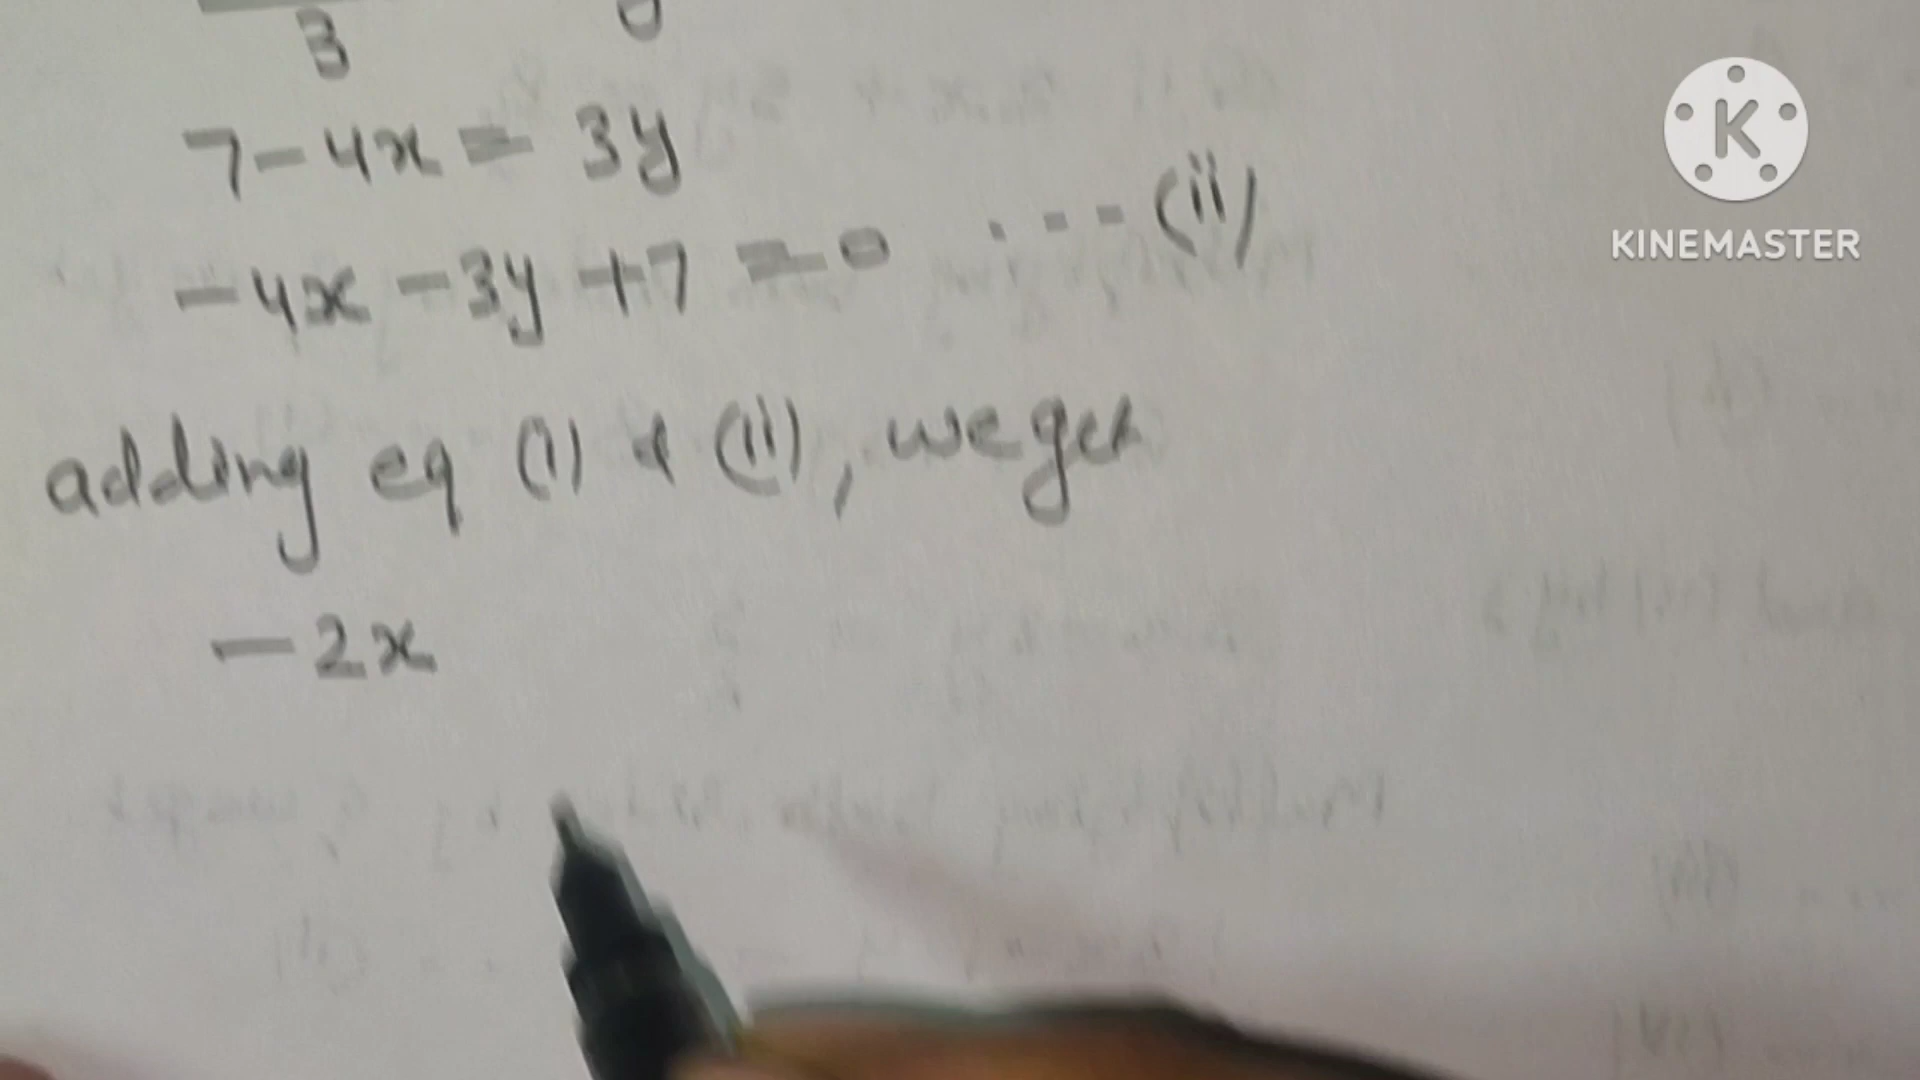 3 y
7-4x = 3y
-4x -3y +7 =0 ...-- (ii)
adding eq (i) & (ii), we get
-2x
KINEMASTER